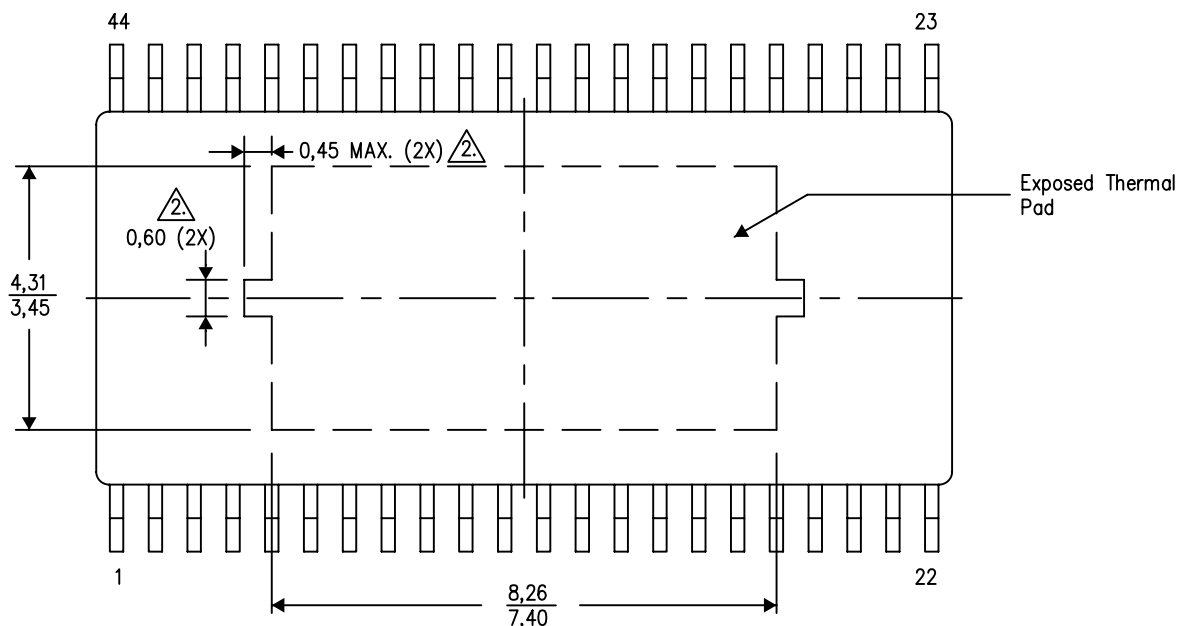 44
23
0,45 MAX. (2X) 2.
Exposed Thermal
Pad
2.
0,60 (2X)
4,31
3,45
1
22
8,26
7,40